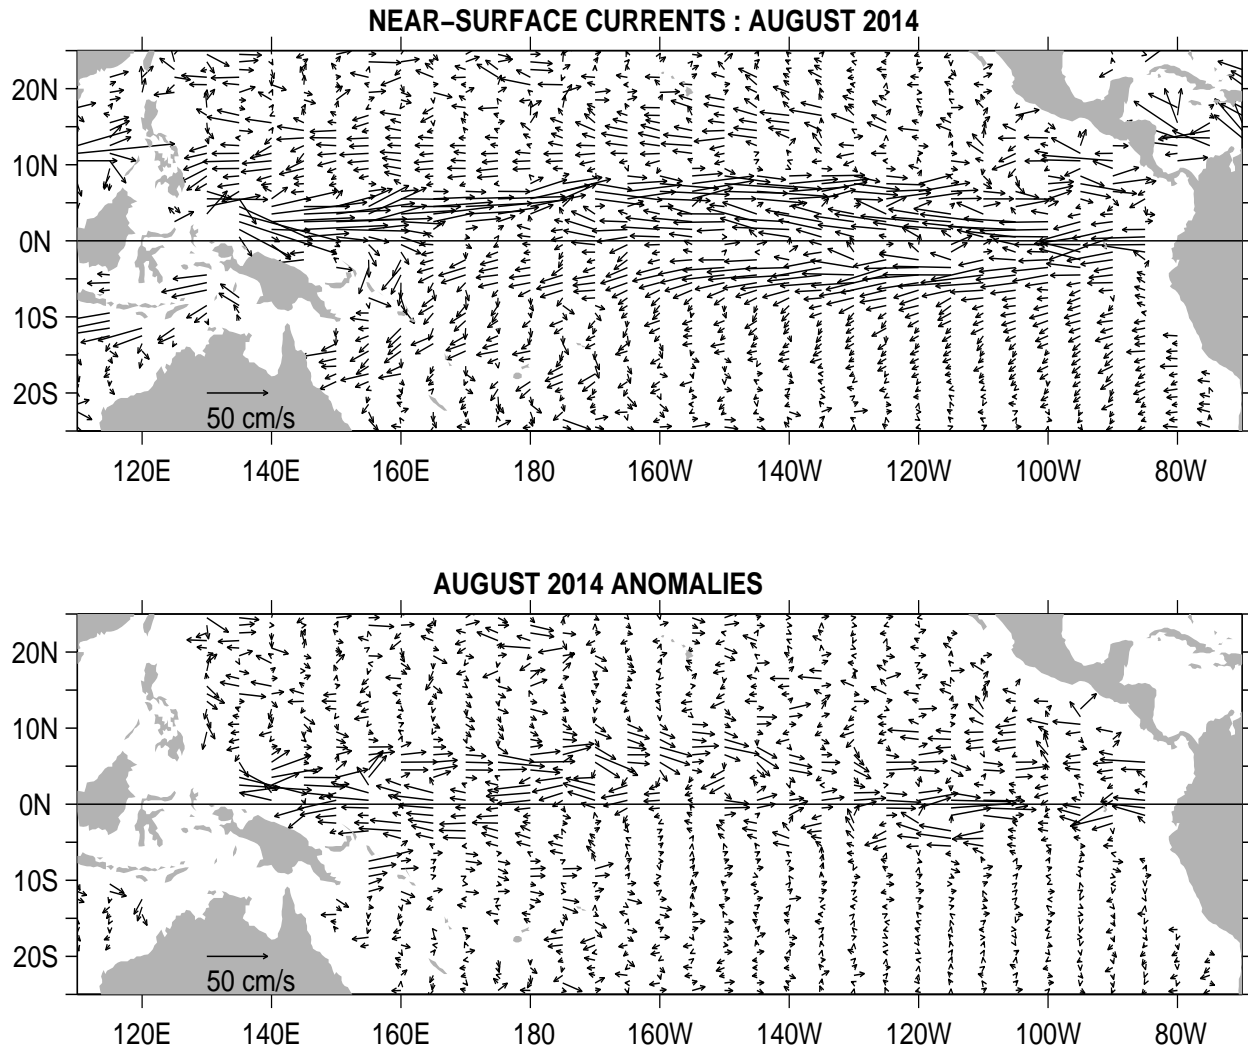 NEAR−SURFACE CURRENTS : AUGUST 2014
20N
10N
0N
10S
20S
50 cm/s
120E 140E 160E 180 160W 140W 120W 100W 80W
AUGUST 2014 ANOMALIES
20N
10N
0N
10S
20S
50 cm/s
120E 140E 160E 180 160W 140W 120W 100W 80W